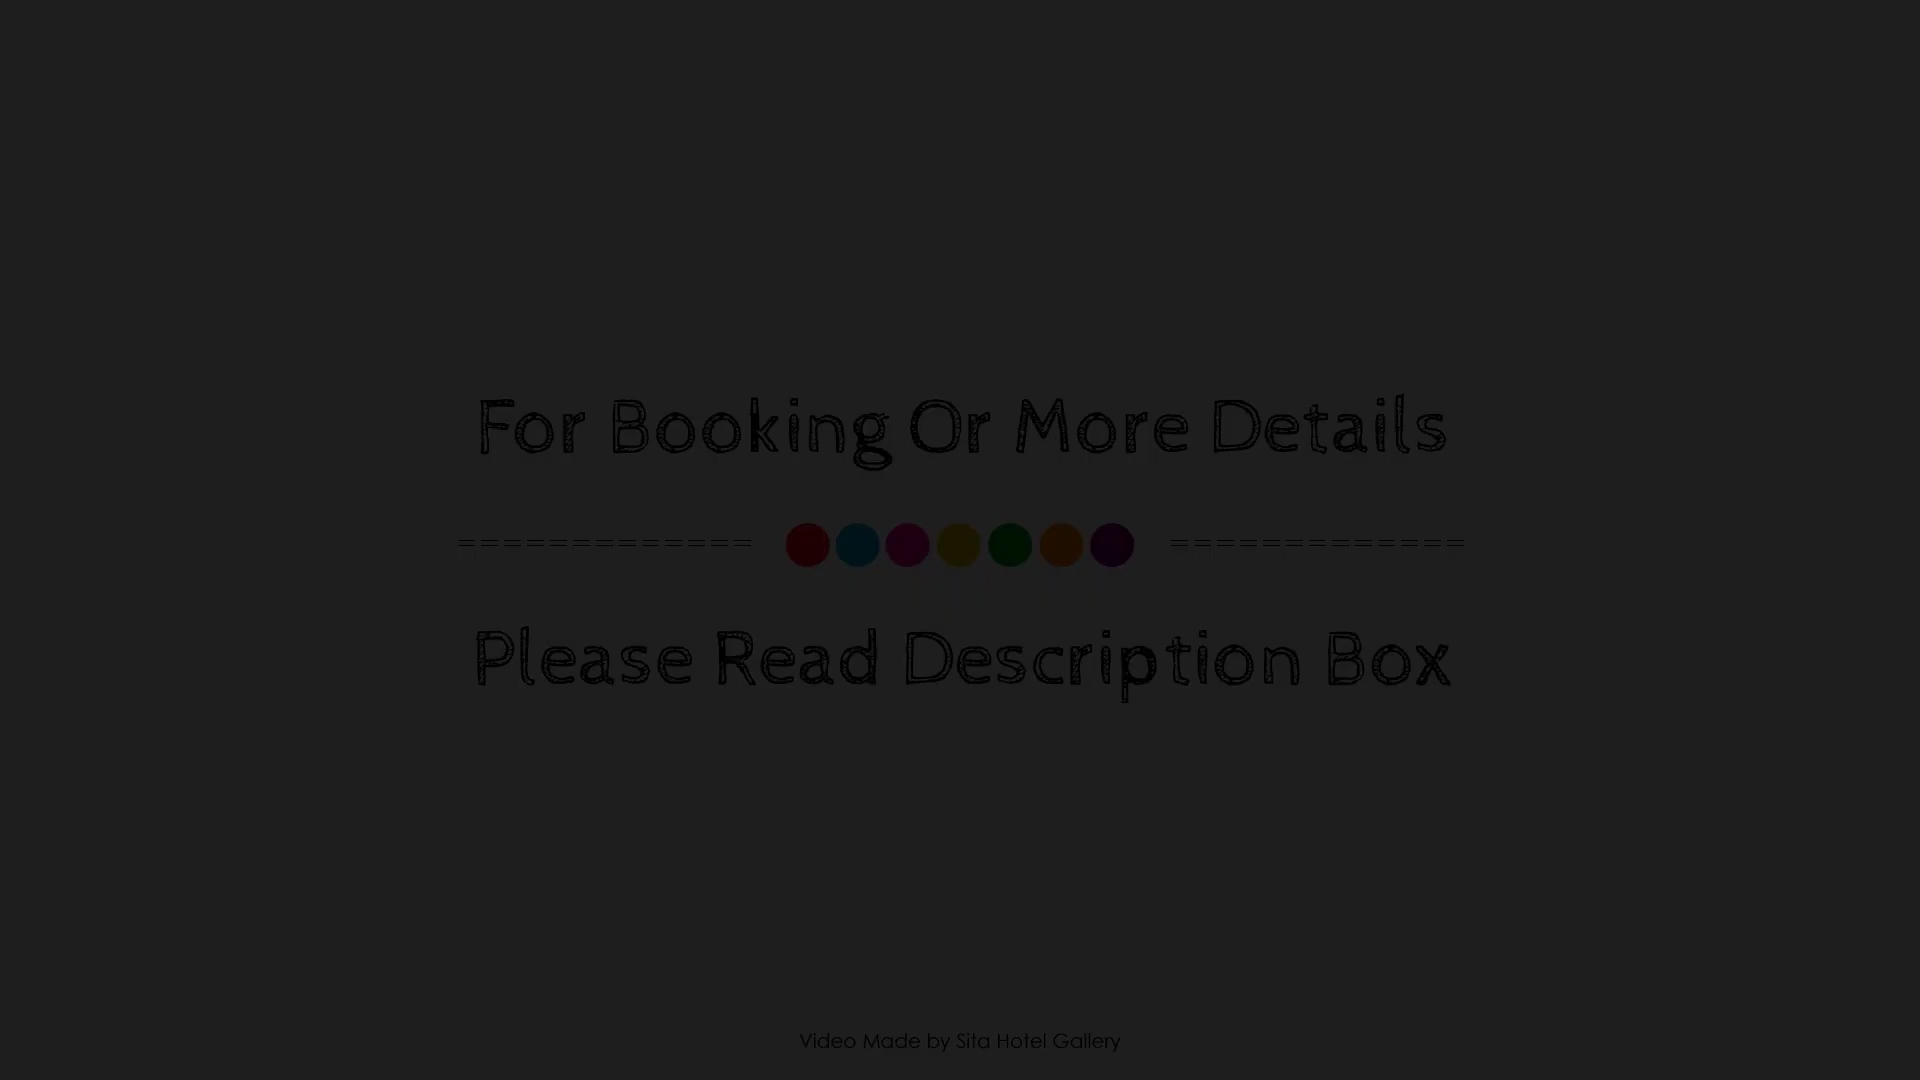 For Booking Or More Details
============= =============
Please Read Description Box
Video Made by Sita Hotel Gallery